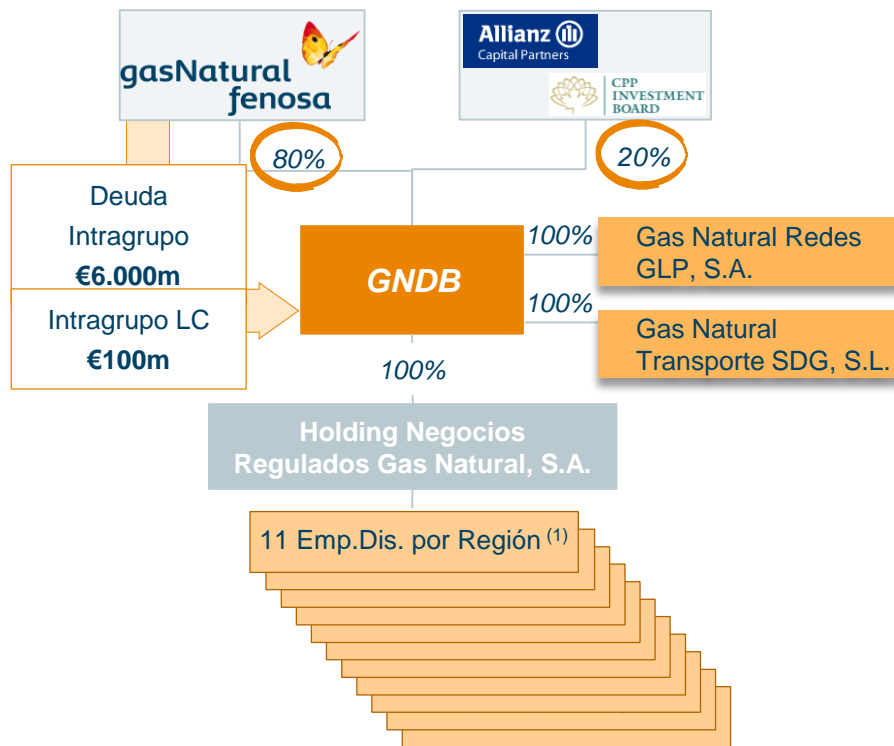 gasNatural
fenosa
Allianz
Capital Partners
CPP
INVESTMENT
BOARD
80%
20%
Deuda
Intragrupo
€6.000m
Intragrupo LC
€100m
GNDB
100%
Gas Natural Redes
GLP, S.A.
100%
Gas Natural
Transporte SDG, S.L.
100%
Holding Negocios
Regulados Gas Natural, S.A.
11 Emp.Dis. por Región (1)